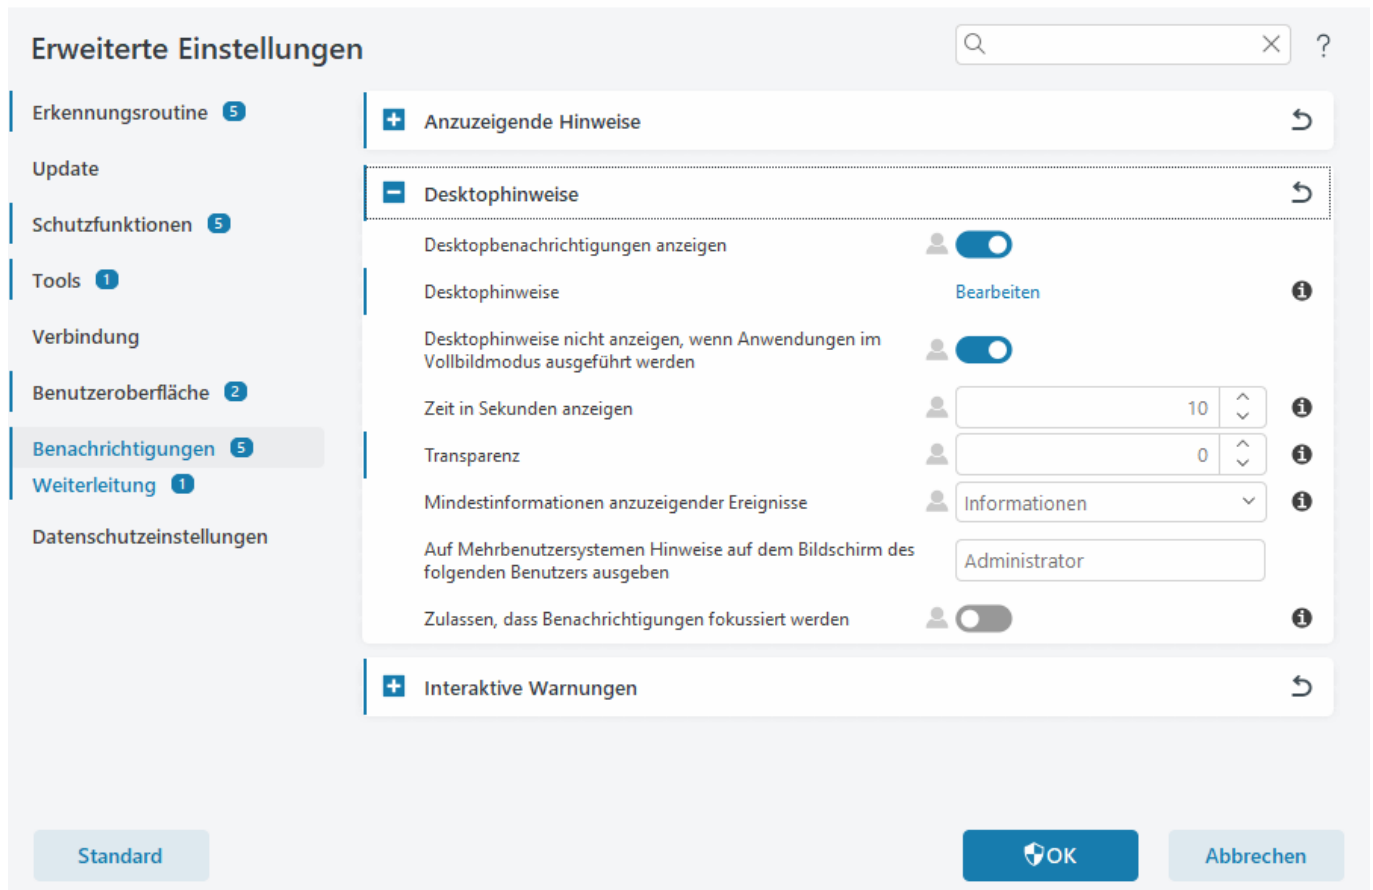 Erweiterte Einstellungen
?
Erkennungsroutine 5
Update
Schutzfunktionen 5
Tools 1
Verbindung
Benutzeroberfläche 2
Benachrichtigungen 5
Weiterleitung 1
Datenschutzeinstellungen
Anzuzeigende Hinweise
Desktophinweise
Desktopbenachrichtigungen anzeigen
Desktophinweise Bearbeiten
Desktophinweise nicht anzeigen, wenn Anwendungen im
Vollbildmodus ausgeführt werden
Zeit in Sekunden anzeigen 10
Transparenz 0
Mindestinformationen anzuzeigender Ereignisse Informationen
Auf Mehrbenutzersystemen Hinweise auf dem Bildschirm des
folgenden Benutzers ausgeben
Administrator
Zulassen, dass Benachrichtigungen fokussiert werden
Interaktive Warnungen
Standard
OK
Abbrechen